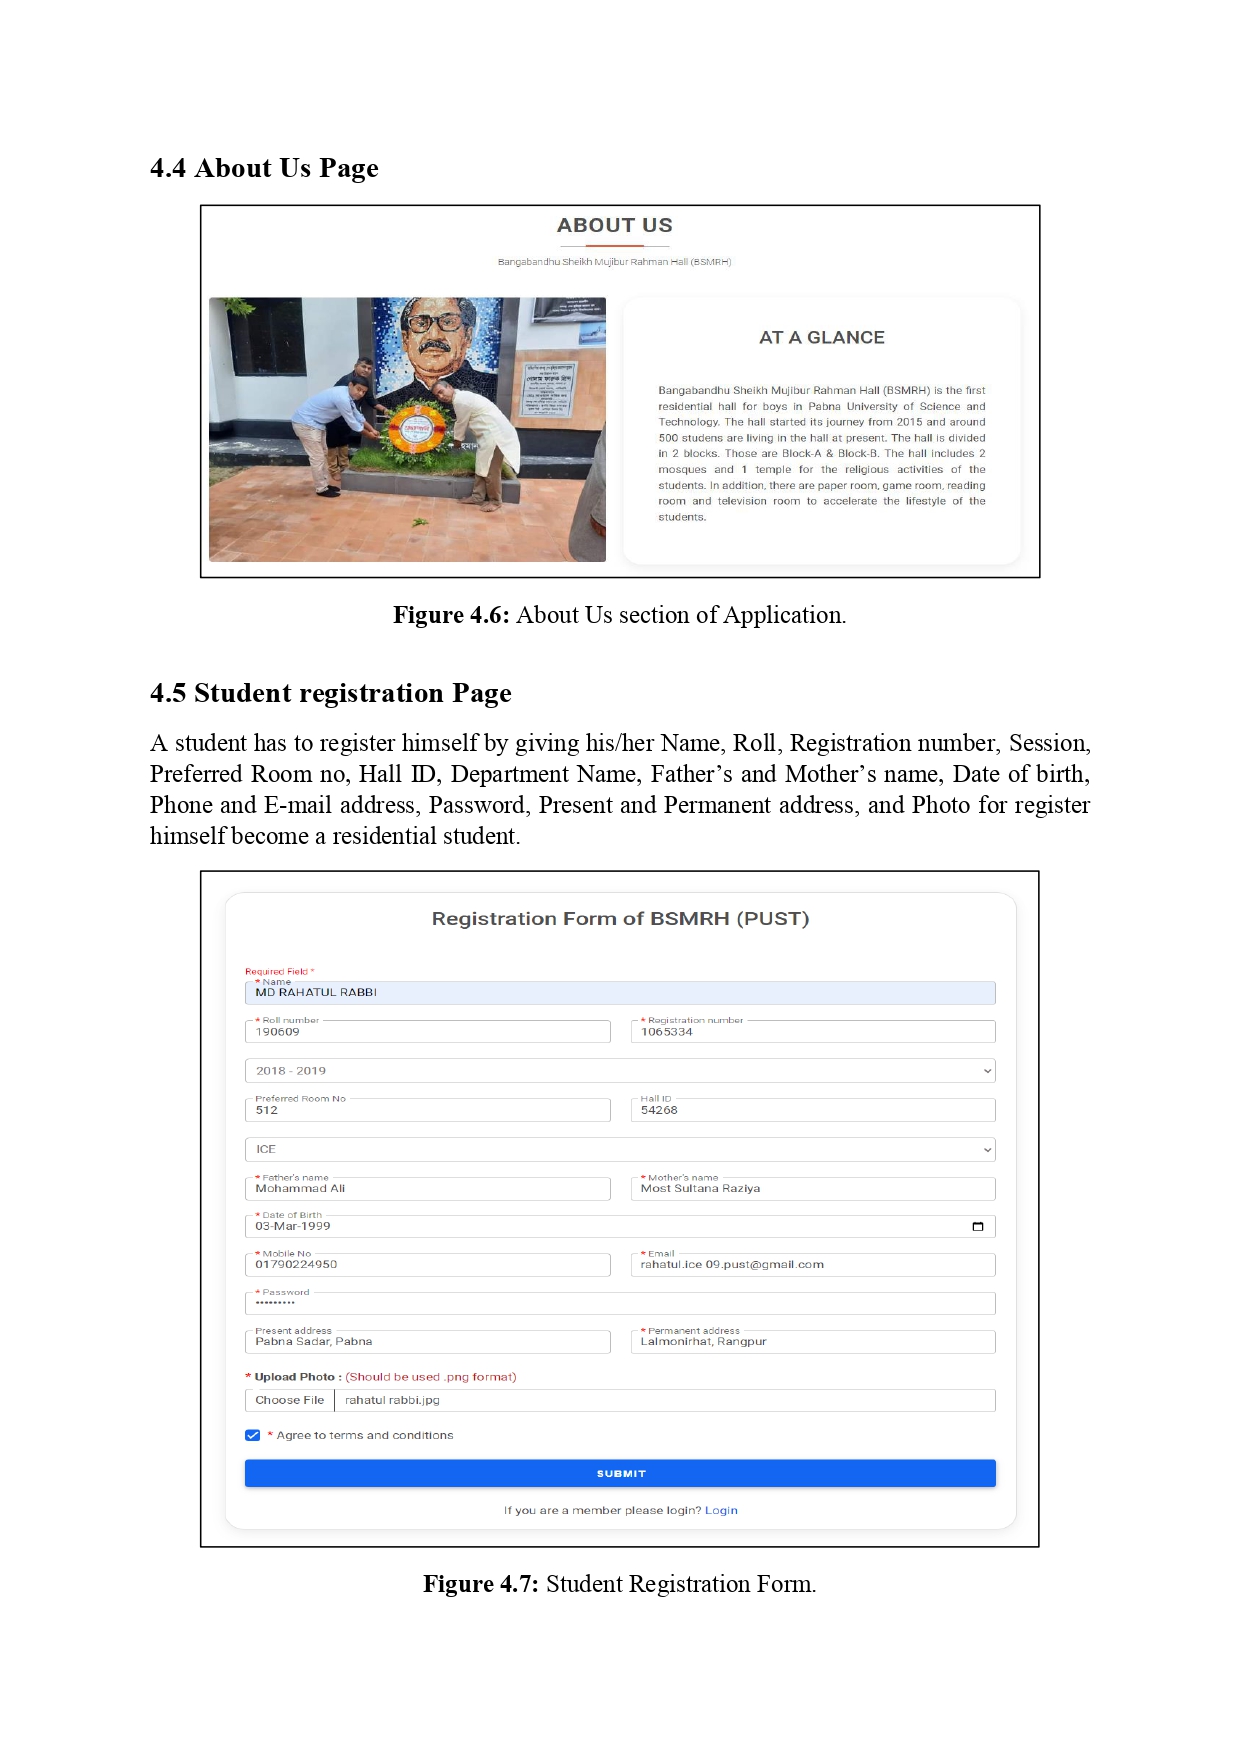 4.4 About Us Page
ABOUT US
Bangabandhu Sheikh Mujibur Rahman Hall (BSMRH)
AT A GLANCE
Bangabandhu Sheikh Mujibur Rahman Hall (BSMRH) is the first
residential hall for boys in Pabna University of Science and
Technology. The hall started its journey from 2015 and around
500 studens are living in the hall at present. The hall is divided
in 2 blocks. Those are Block-A & Block-B. The hall includes 2
mosques and 1 temple for the religious activities of the
students. In addition, there are paper room, game room, reading
room and television room to accelerate the lifestyle of the
students.
Figure 4.6: About Us section of Application.
4.5 Student registration Page
A student has to register himself by giving his/her Name, Roll, Registration number, Session,
Preferred Room no, Hall ID, Department Name, Father’s and Mother’s name, Date of birth,
Phone and E-mail address, Password, Present and Permanent address, and Photo for register
himself become a residential student.
Registration Form of BSMRH (PUST)
Required Field *
* Name
MD RAHATUL RABBI
* Roll number * Registration number
190609 1065334
2018 - 2019
Preferred Room No Hall ID
512 54268
ICE
* Father's name * Mother's name
Mohammad Ali Most Sultana Raziya
* Date of Birth
03-Mar-1999
* Mobile No * Email
01790224950 rahatul.ice 09.pust@gmail.com
* Password
•••••••••
Present address * Permanent address
Pabna Sadar, Pabna Lalmonirhat, Rangpur
* Upload Photo : (Should be used .png format)
Choose File rahatul rabbi.jpg
* Agree to terms and conditions
SUBMIT
If you are a member please login? Login
Figure 4.7: Student Registration Form.